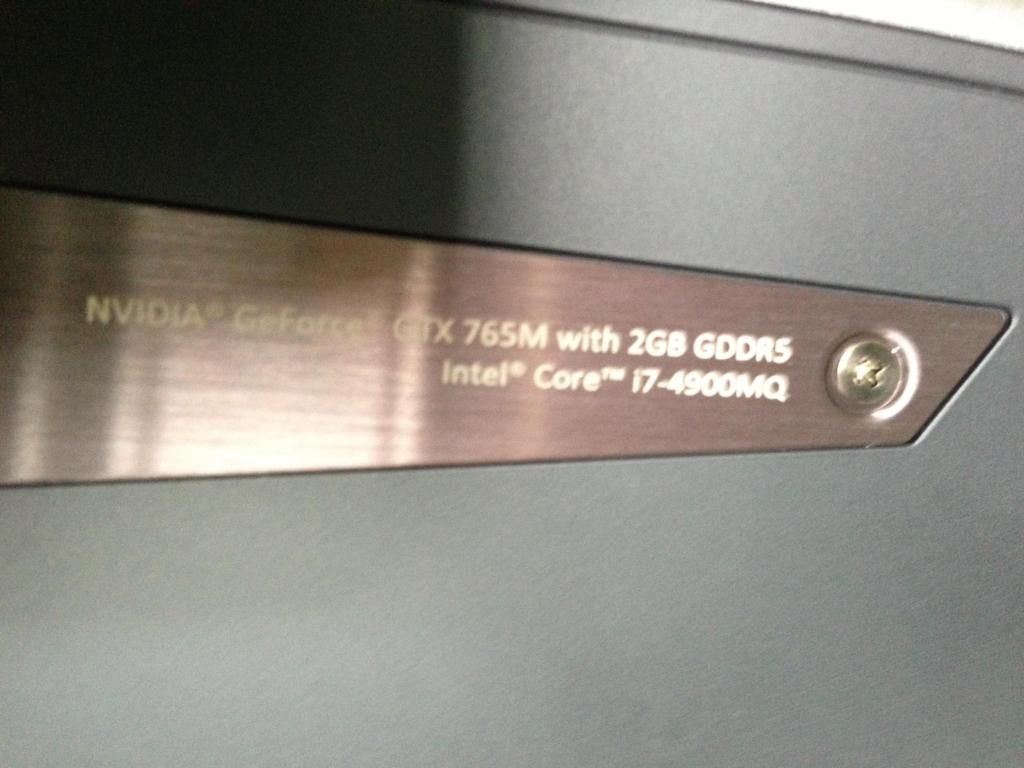 NVIDIA® GeForce® GTX 765M with 2GB GDDR5
Intel® Core™ i7-4900MQ